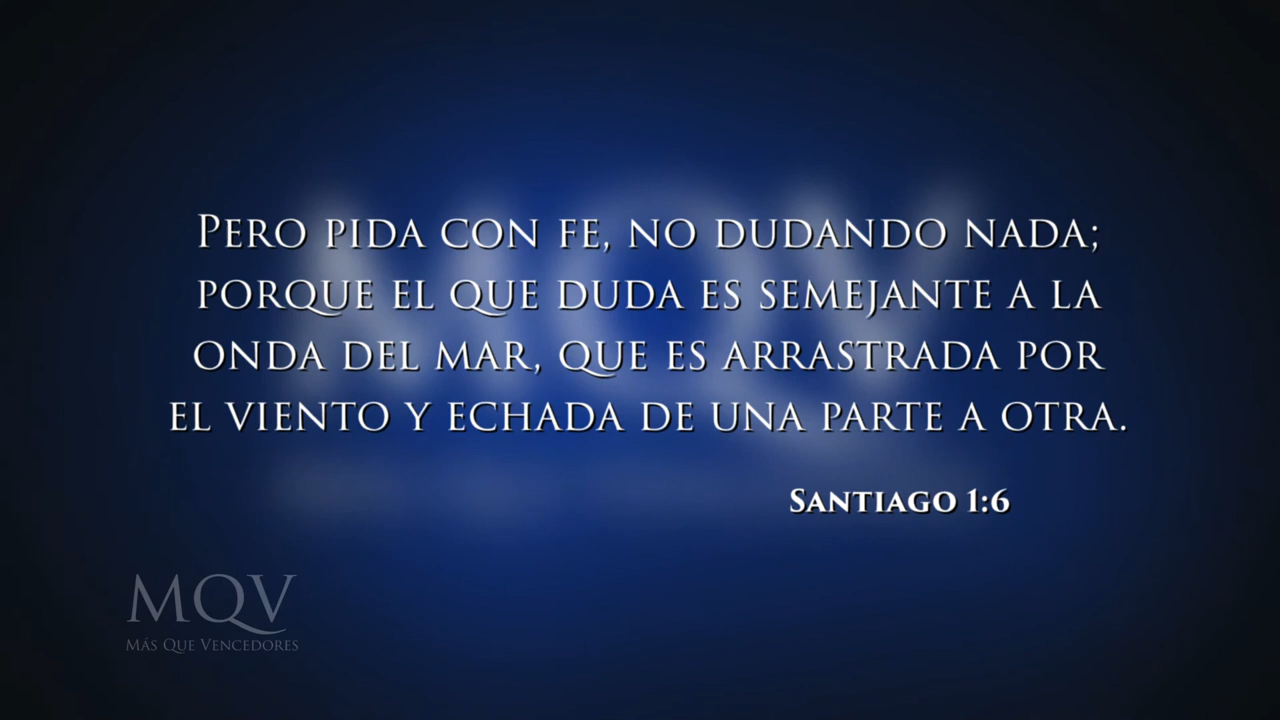 Pero pida con fe, no dudando nada;
porque el que duda es semejante a la
onda del mar, que es arrastrada por
el viento y echada de una parte a otra.
Santiago 1:6
MQV
Más Que Vencedores